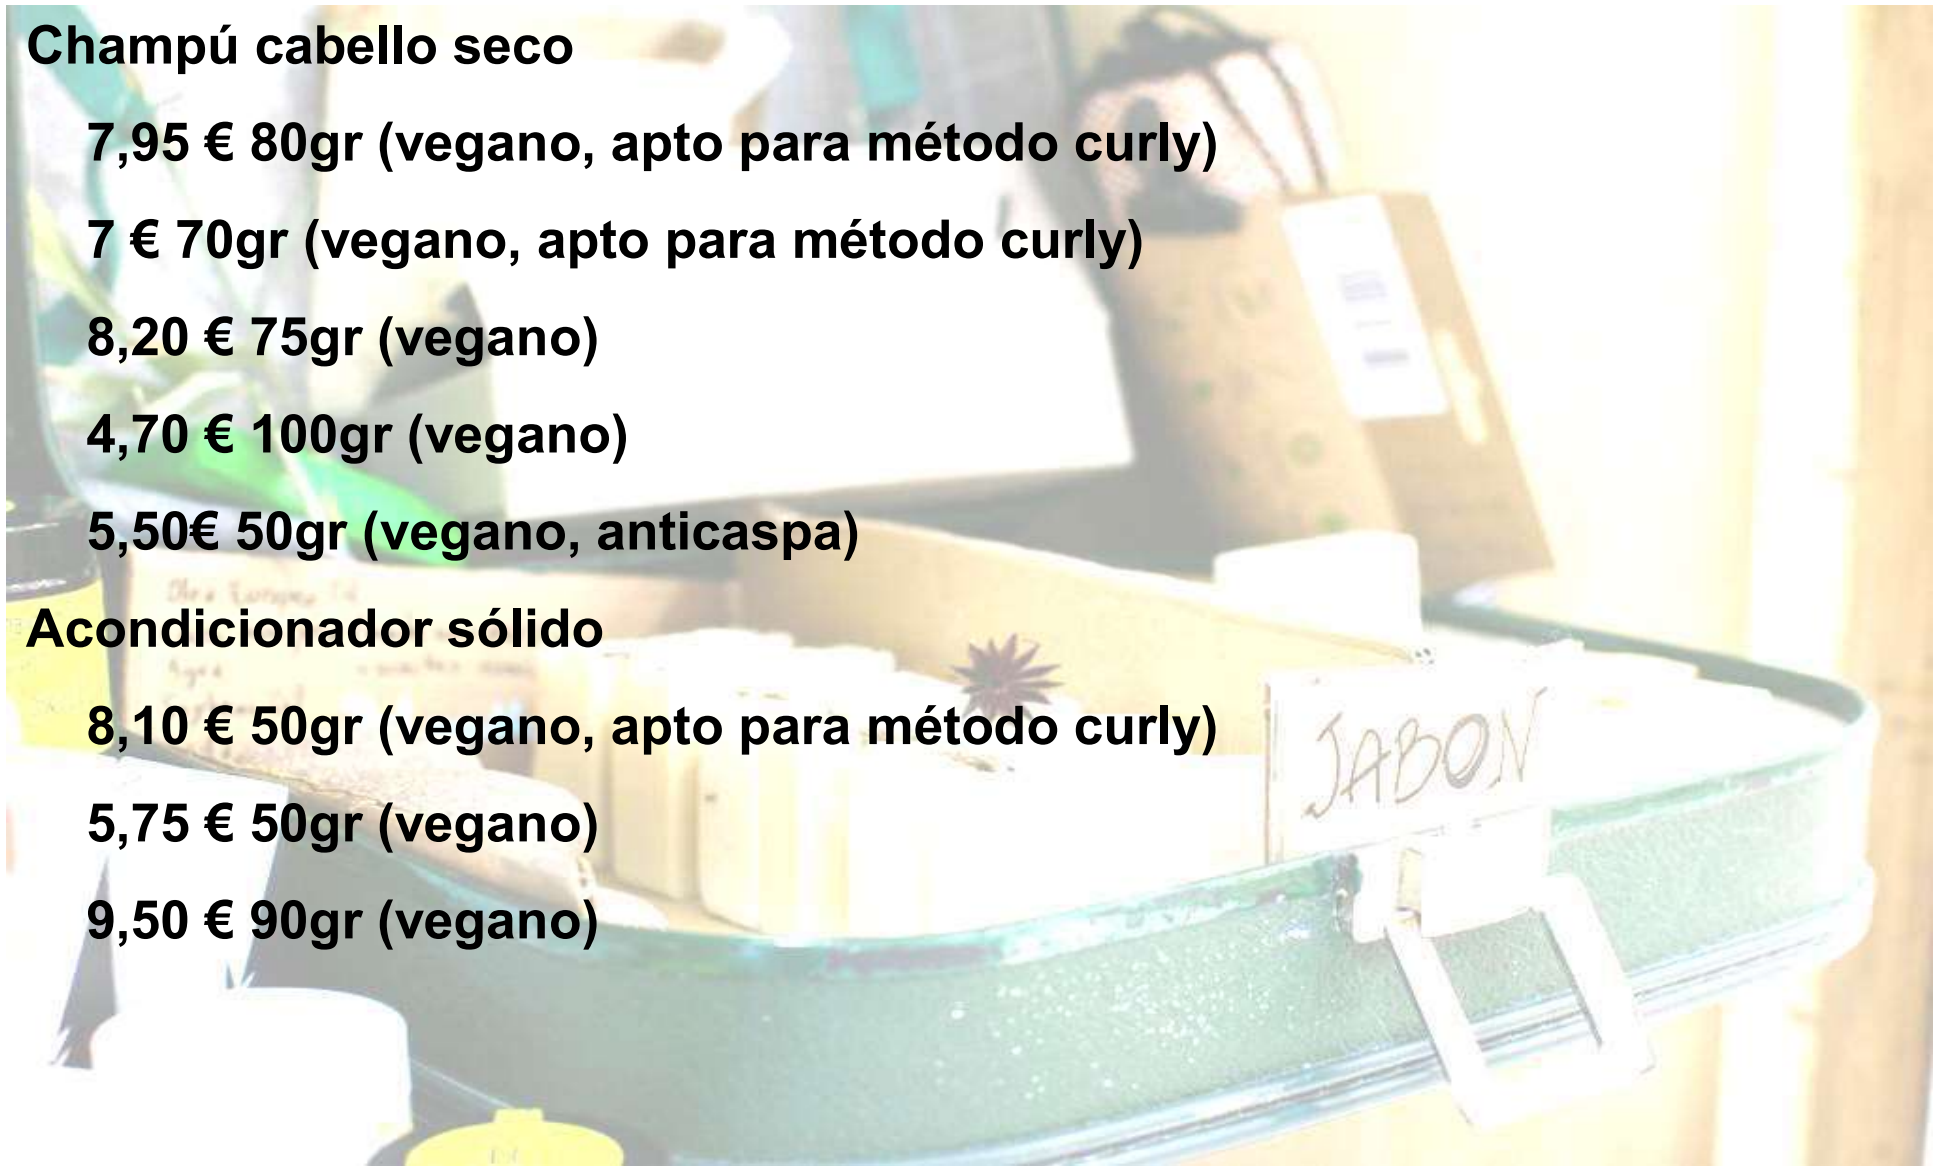 Champú cabello seco
7,95 € 80gr (vegano, apto para método curly)
7 € 70gr (vegano, apto para método curly)
8,20 € 75gr (vegano)
4,70 € 100gr (vegano)
5,50€ 50gr (vegano, anticaspa)
Acondicionador sólido
8,10 € 50gr (vegano, apto para método curly)
5,75 € 50gr (vegano)
9,50 € 90gr (vegano)
JABON